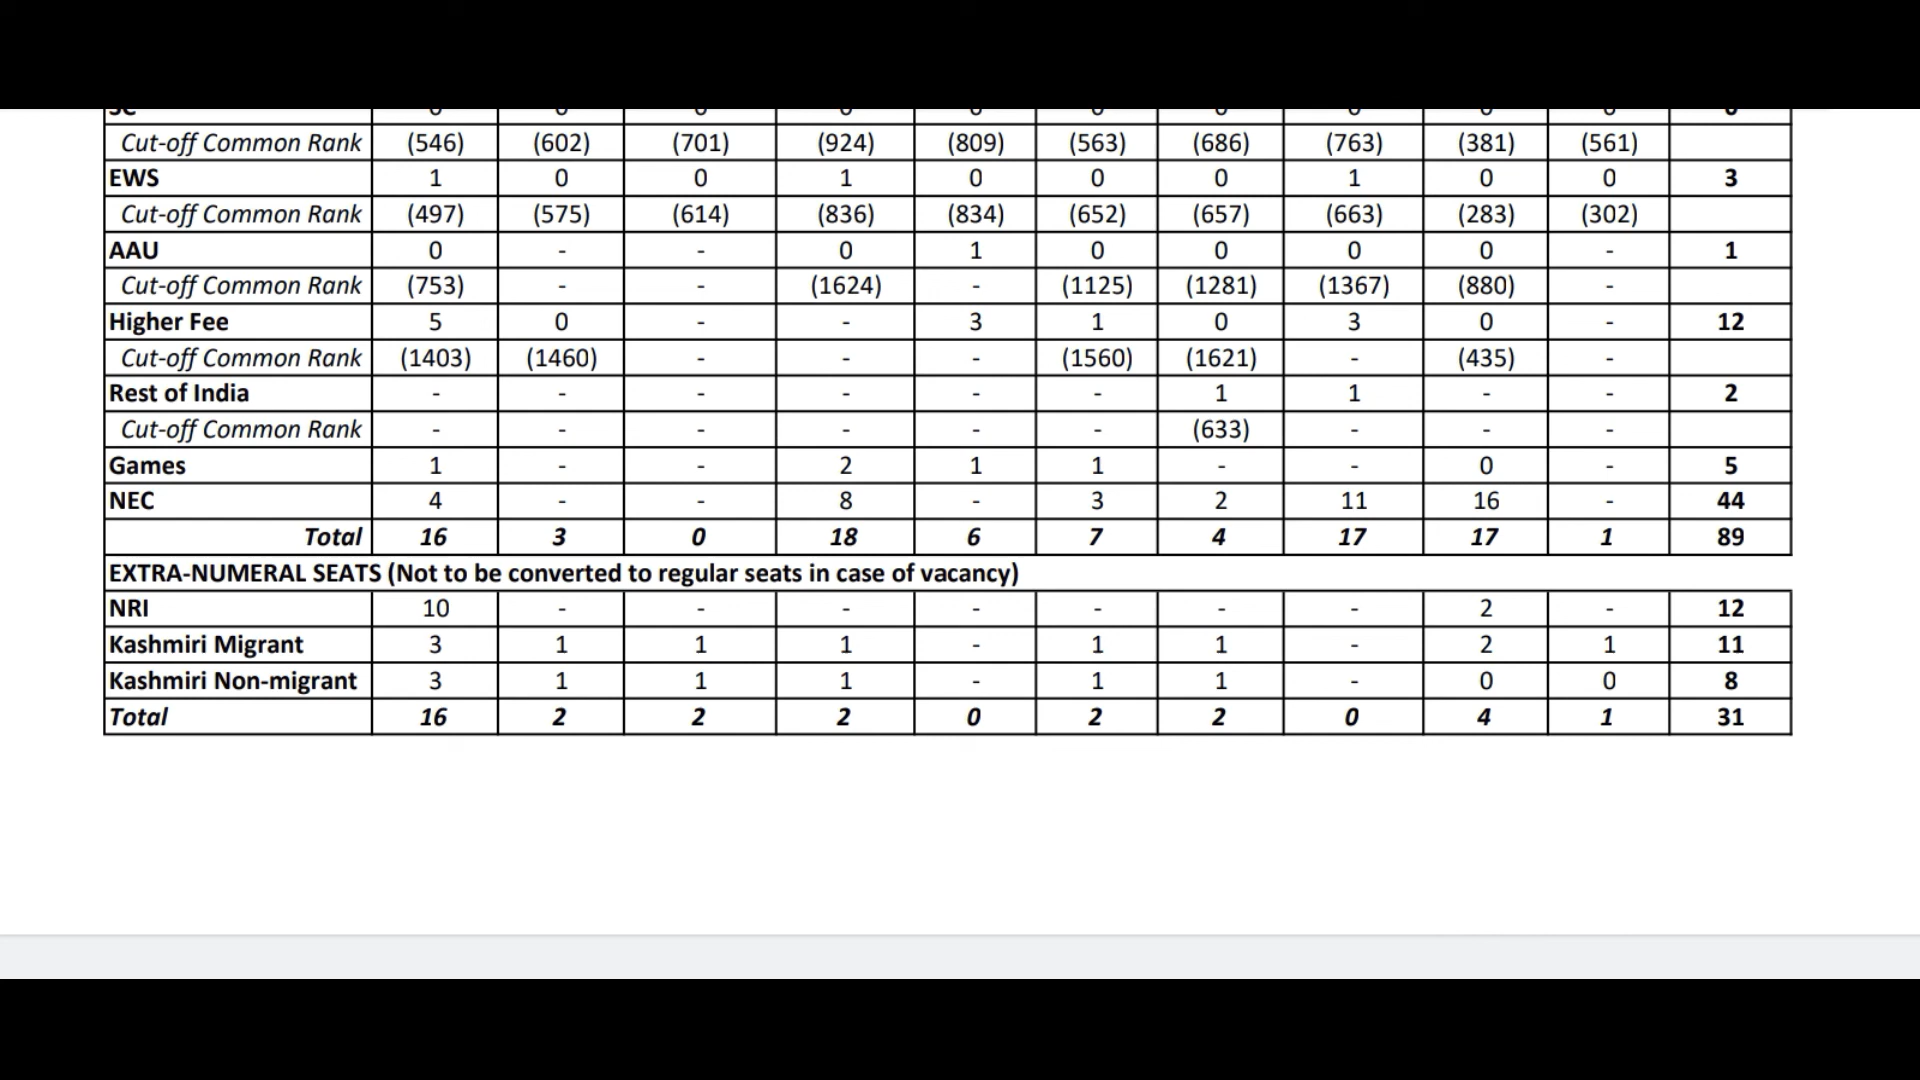 Cut-off Common Rank (546) (602) (701) (924) (809) (563) (686) (763) (381) (561)
EWS 1 0 0 1 0 0 0 1 0 0 3
Cut-off Common Rank (497) (575) (614) (836) (834) (652) (657) (663) (283) (302)
AAU 0 - - 0 1 0 0 0 0 - 1
Cut-off Common Rank (753) - - (1624) - (1125) (1281) (1367) (880) -
Higher Fee 5 0 - - 3 1 0 3 0 - 12
Cut-off Common Rank (1403) (1460) - - - (1560) (1621) - (435) -
Rest of India - - - - - - 1 1 - - 2
Cut-off Common Rank - - - - - - (633) - - -
Games 1 - - 2 1 1 - - 0 - 5
NEC 4 - - 8 - 3 2 11 16 - 44
Total 16 3 0 18 6 7 4 17 17 1 89
EXTRA-NUMERAL SEATS (Not to be converted to regular seats in case of vacancy)
NRI 10 - - - - - - - 2 - 12
Kashmiri Migrant 3 1 1 1 - 1 1 - 2 1 11
Kashmiri Non-migrant 3 1 1 1 - 1 1 - 0 0 8
Total 16 2 2 2 0 2 2 0 4 1 31